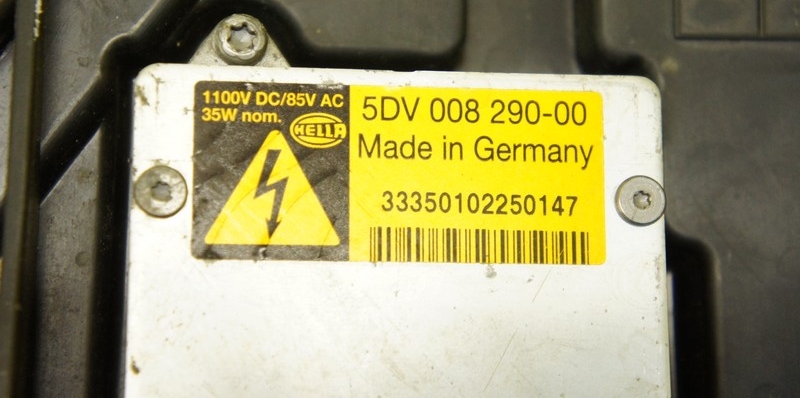 1100V DC/85V AC
35W nom.
HELLA
5DV 008 290-00
Made in Germany
33350102250147